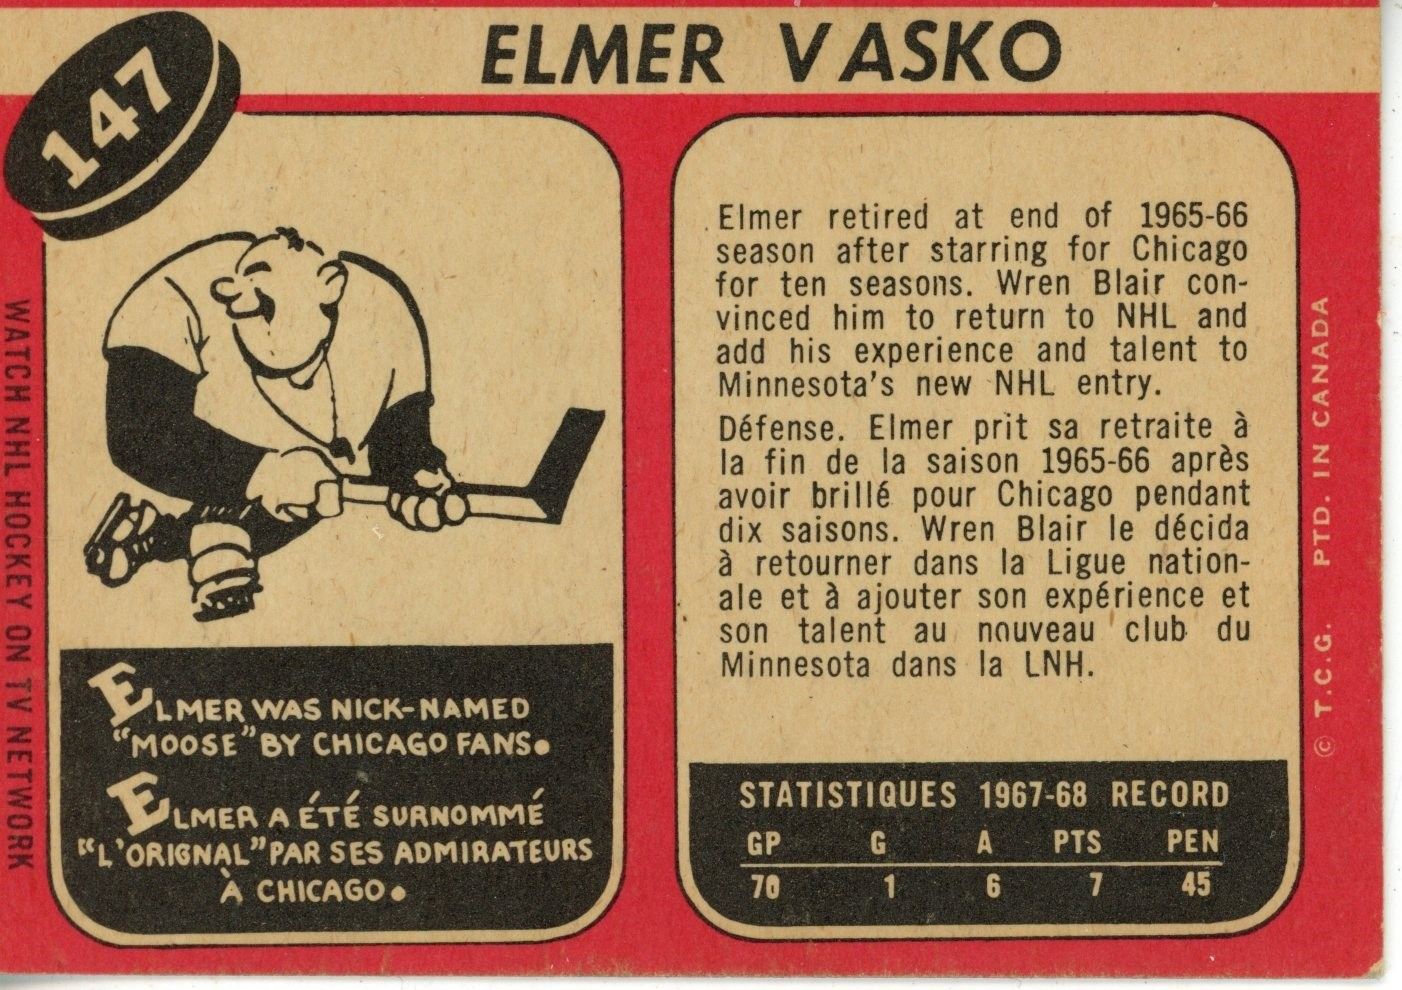 ELMER VASKO
147
ELMER WAS NICK-NAMED
"MOOSE" BY CHICAGO FANS.
ELMER A ÉTÉ SURNOMMÉ
"L'ORIGNAL" PAR SES ADMIRATEURS
À CHICAGO.
Elmer retired at end of 1965-66
season after starring for Chicago
for ten seasons. Wren Blair con-
vinced him to return to NHL and
add his experience and talent to
Minnesota's new NHL entry.
Défense. Elmer prit sa retraite à
la fin de la saison 1965-66 après
avoir brillé pour Chicago pendant
dix saisons. Wren Blair le décida
à retourner dans la Ligue nation-
ale et à ajouter son expérience et
son talent au nouveau club du
Minnesota dans la LNH.
STATISTIQUES 1967-68 RECORD
GP G A PTS PEN
70 1 6 7 45
WATCH NHL HOCKEY ON TV NETWORK
© T.C.G. PTD. IN CANADA